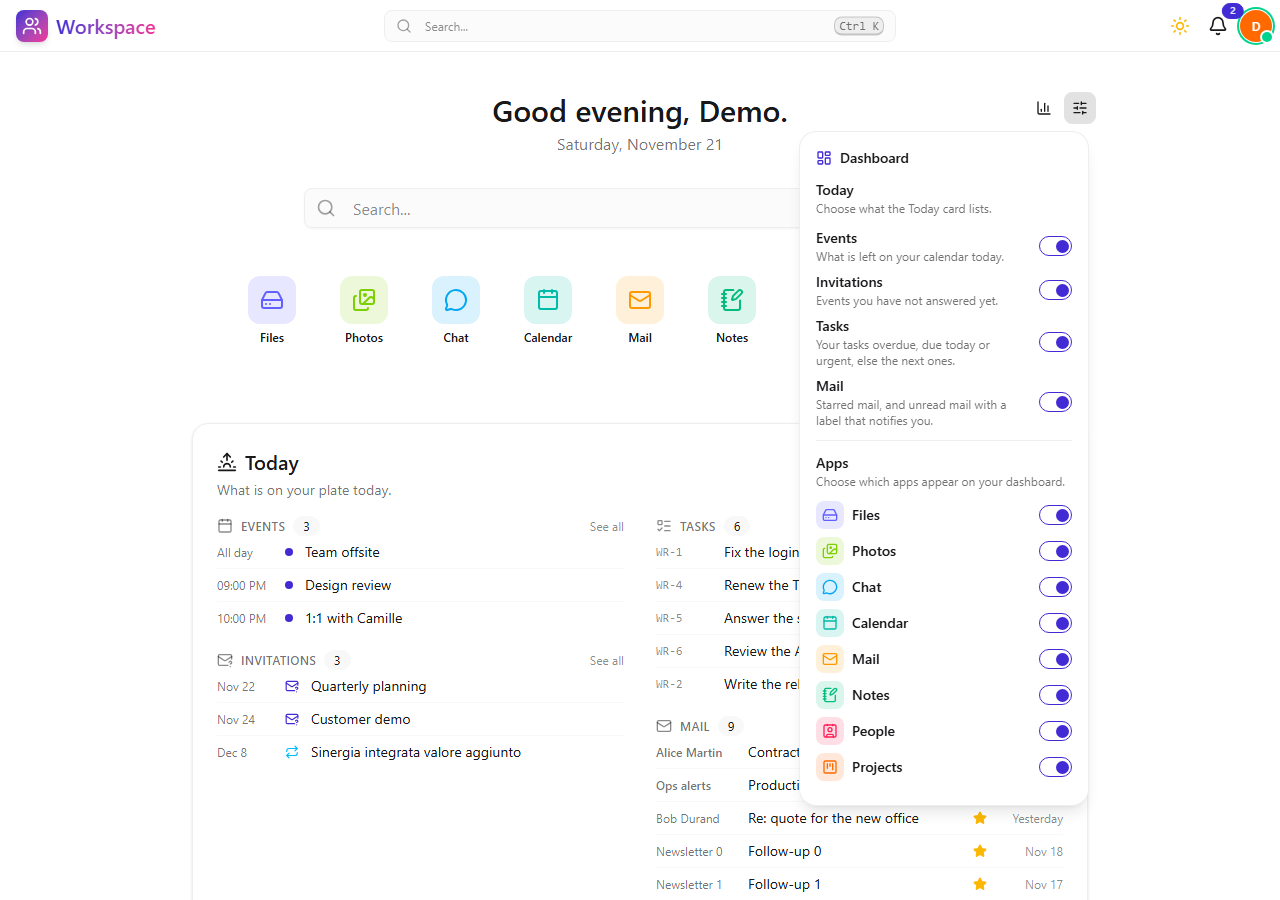 Workspace
Search...
Ctrl K
2
D
Good evening, Demo.
Saturday, November 21
Search...
Files
Photos
Chat
Calendar
Mail
Notes
Today
What is on your plate today.
EVENTS 3 See all
All day Team offsite
09:00 PM Design review
10:00 PM 1:1 with Camille
INVITATIONS 3 See all
Nov 22 Quarterly planning
Nov 24 Customer demo
Dec 8 Sinergia integrata valore aggiunto
TASKS 6
WR-1 Fix the login
WR-4 Renew the
WR-5 Answer the
WR-6 Review the
WR-2 Write the
MAIL 9
Alice Martin Contract
Ops alerts
Bob Durand Re: quote for the new office Yesterday
Newsletter 0 Follow-up 0 Nov 18
Newsletter 1 Follow-up 1 Nov 17
Dashboard
Today
Choose what the Today card lists.
Events
What is left on your calendar today.
Invitations
Events you have not answered yet.
Tasks
Your tasks overdue, due today or
urgent, else the next ones.
Mail
Starred mail, and unread mail with a
label that notifies you.
Apps
Choose which apps appear on your dashboard.
Files
Photos
Chat
Calendar
Mail
Notes
People
Projects